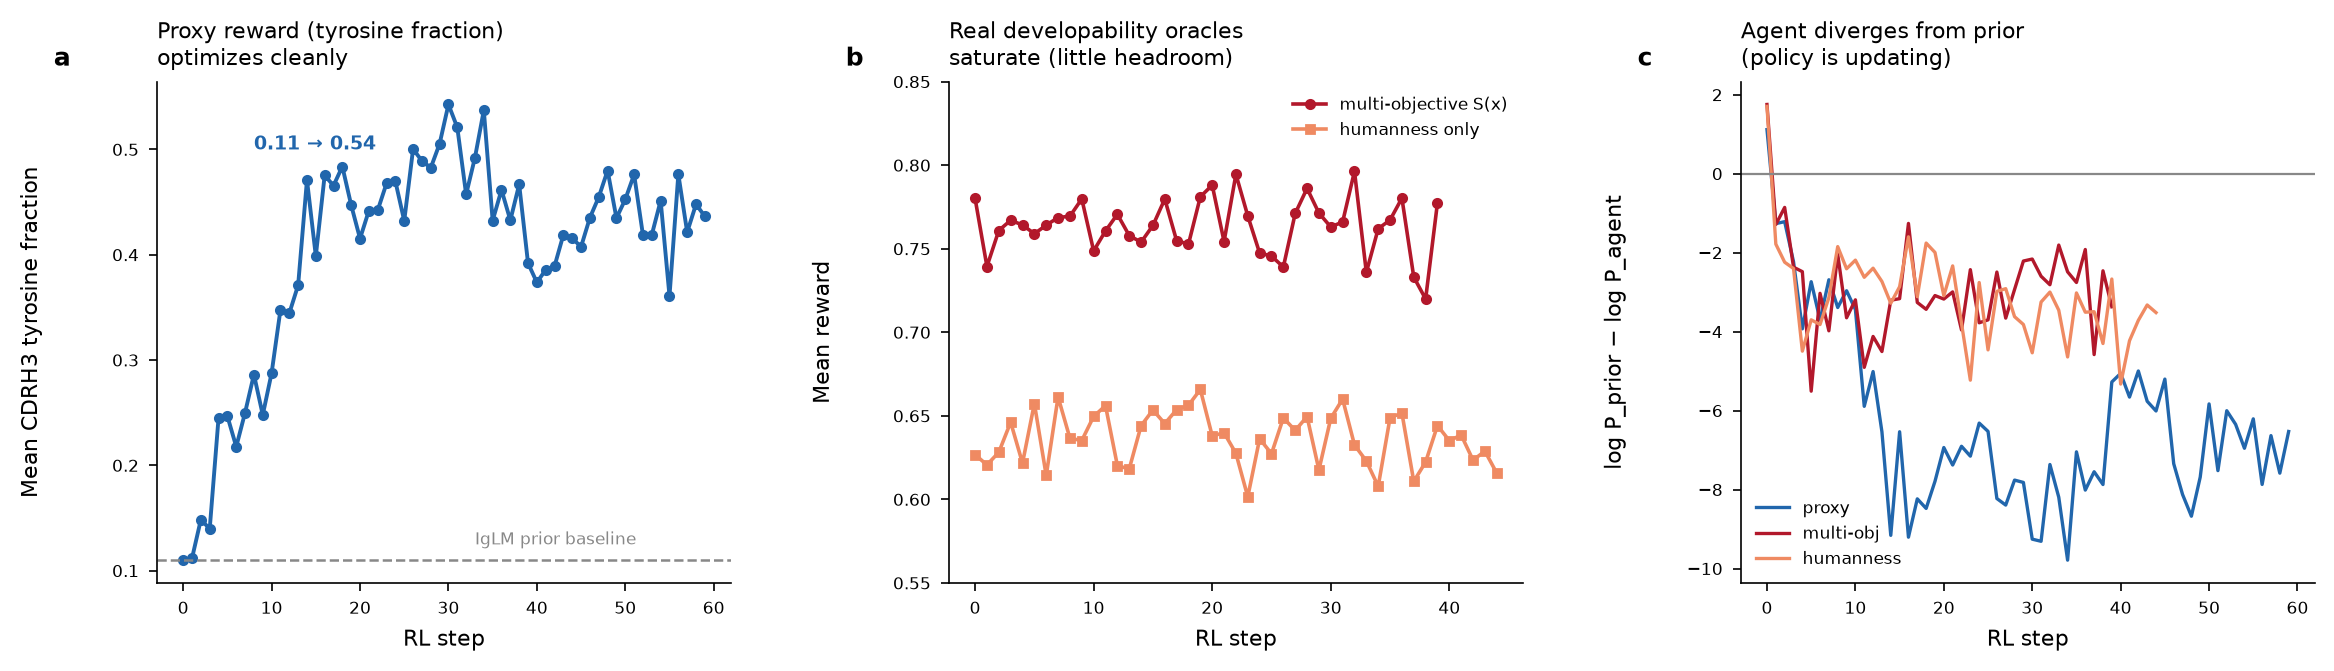 a
Proxy reward (tyrosine fraction)
optimizes cleanly
Mean CDRH3 tyrosine fraction
0.5
0.4
0.3
0.2
0.1
0.11 → 0.54
IgLM prior baseline
0 10 20 30 40 50 60
RL step
b
Real developability oracles
saturate (little headroom)
Mean reward
0.85
0.80
0.75
0.70
0.65
0.60
0.55
multi-objective S(x)
humanness only
0 10 20 30 40
RL step
c
Agent diverges from prior
(policy is updating)
log P_prior − log P_agent
2
0
−2
−4
−6
−8
−10
proxy
multi-obj
humanness
0 10 20 30 40 50 60
RL step